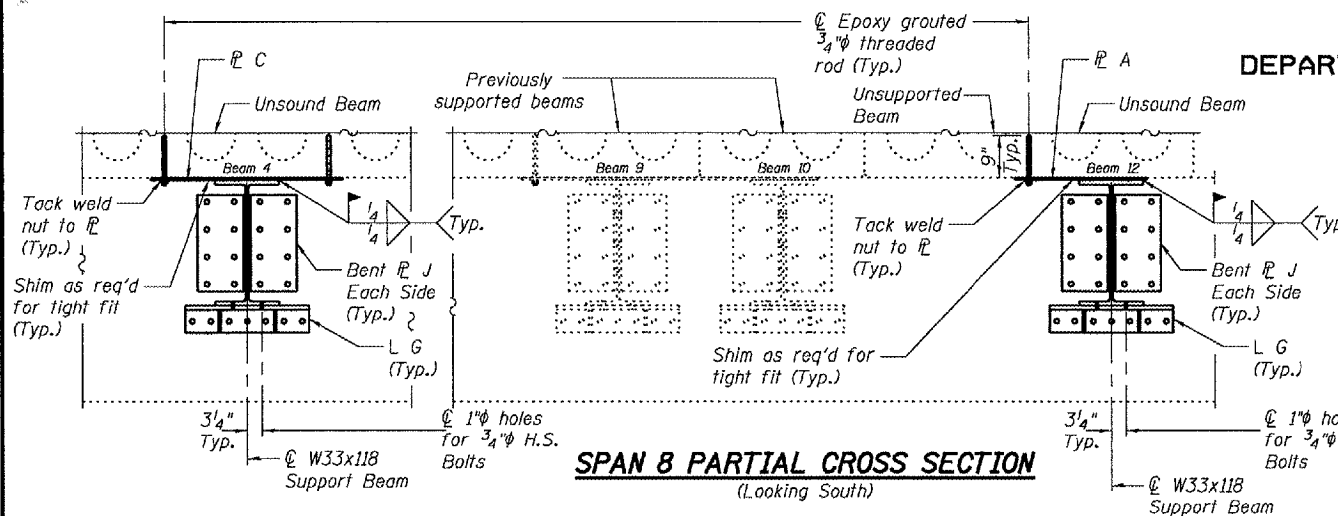 ℄ Epoxy grouted
3/4"φ threaded
rod (Typ.)
DEPAR
℄ C
Previously
supported beams
Unsound Beam
Unsupported
Beam
℄ A
Unsound Beam
9"
Typ.
Beam 4
Beam 9
Beam 10
Beam 12
Tack weld
nut to ℄
(Typ.)
Shim as req'd
for tight fit
(Typ.)
1/4
1/4
Typ.
Bent ℄ J
Each Side
(Typ.)
L G
(Typ.)
Tack weld
nut to ℄
(Typ.)
Shim as req'd for
tight fit (Typ.)
1/4
1/4
Typ
Bent ℄ J
Each Side
(Typ.)
L G
(Typ.)
3 1/4"
Typ.
℄ 1"φ holes
for 3/4"φ H.S.
Bolts
℄ W33x118
Support Beam
SPAN 8 PARTIAL CROSS SECTION
(Looking South)
3 1/4"
Typ.
℄ 1"φ ho
for 3/4"φ
Bolts
℄ W33x118
Support Beam